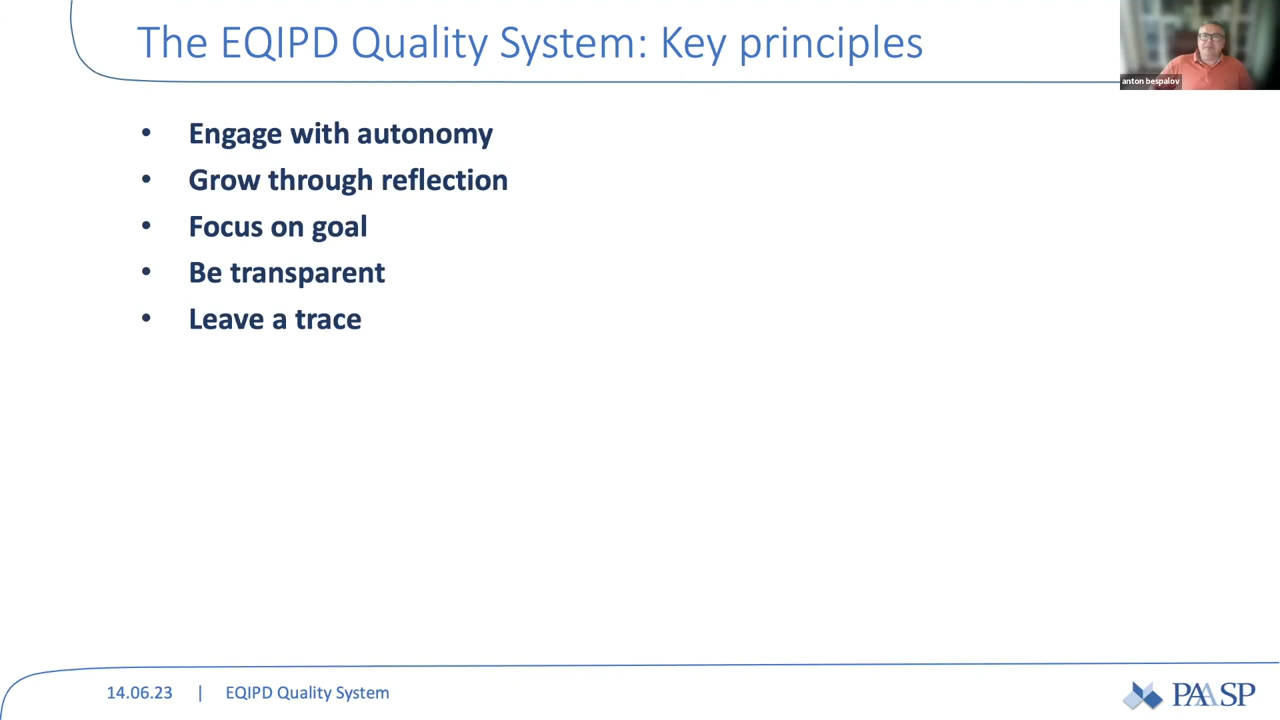 The EQIPD Quality System: Key principles
anton bespalov
• Engage with autonomy
• Grow through reflection
• Focus on goal
• Be transparent
• Leave a trace
14.06.23 | EQIPD Quality System
PAASP